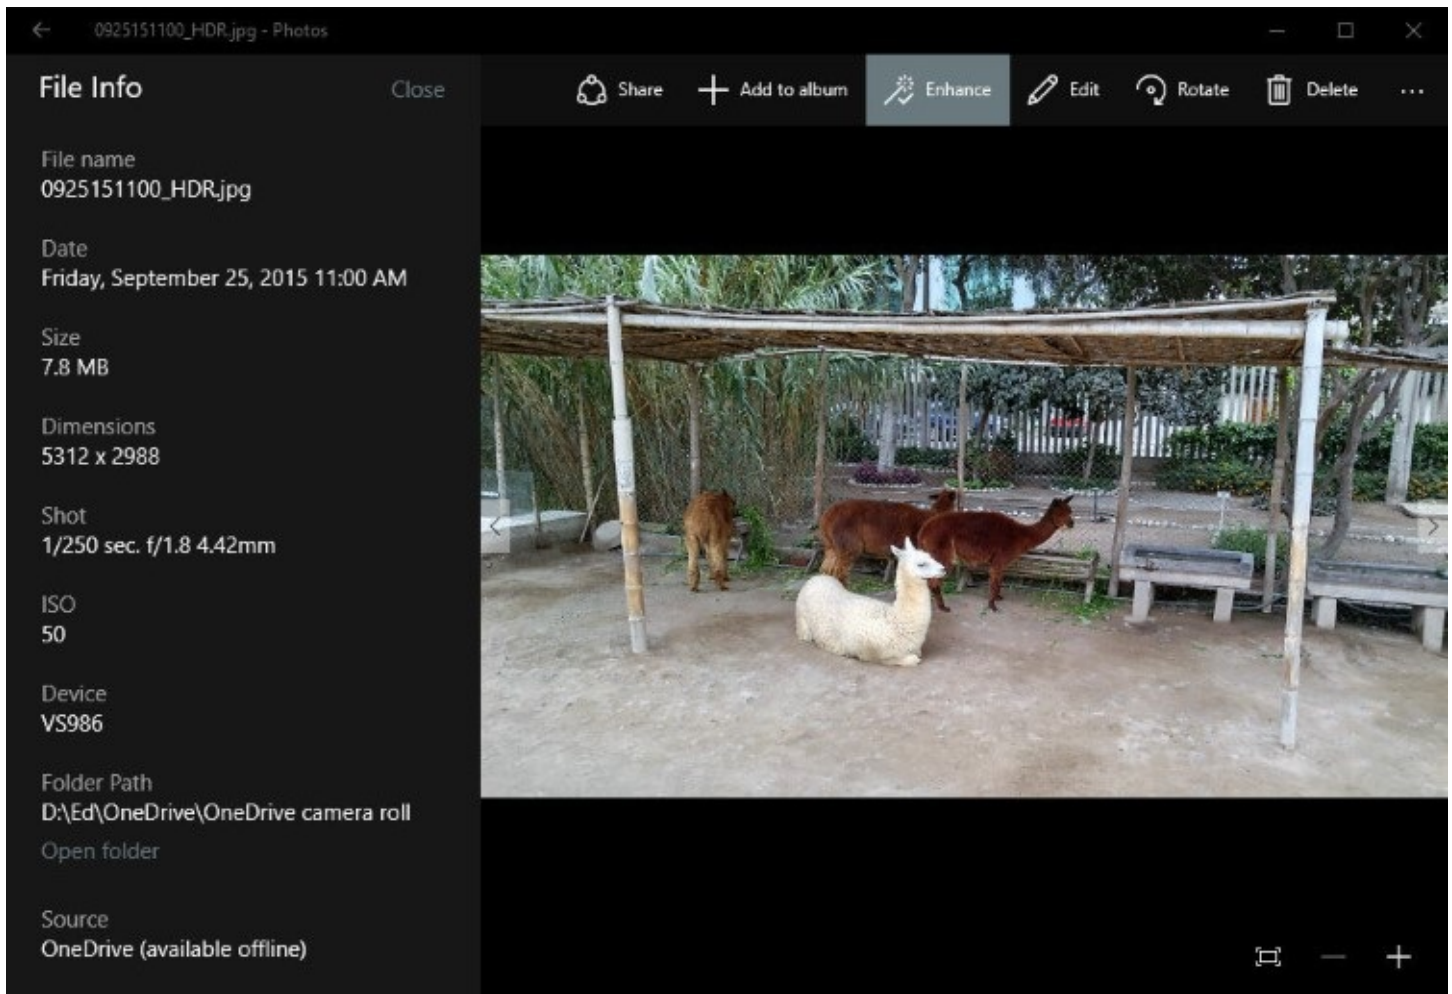 0925151100_HDR.jpg - Photos
File Info
Close
Share
Add to album
Enhance
Edit
Rotate
Delete
File name
0925151100_HDR.jpg
Date
Friday, September 25, 2015 11:00 AM
Size
7.8 MB
Dimensions
5312 x 2988
Shot
1/250 sec. f/1.8 4.42mm
ISO
50
Device
VS986
Folder Path
D:\Ed\OneDrive\OneDrive camera roll
Open folder
Source
OneDrive (available offline)